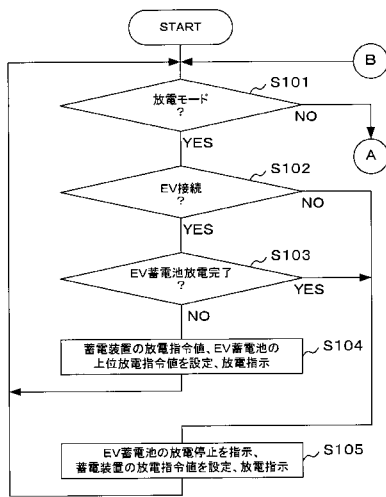 START
B
放電モード
?
S101
NO
A
YES
S102
EV接続
?
NO
YES
S103
EV蓄電池放電完了
?
YES
NO
蓄電装置の放電指令値、EV蓄電池の
上位放電指令値を設定、放電指示
S104
EV蓄電池の放電停止を指示、
蓄電装置の放電指令値を設定、放電指示
S105